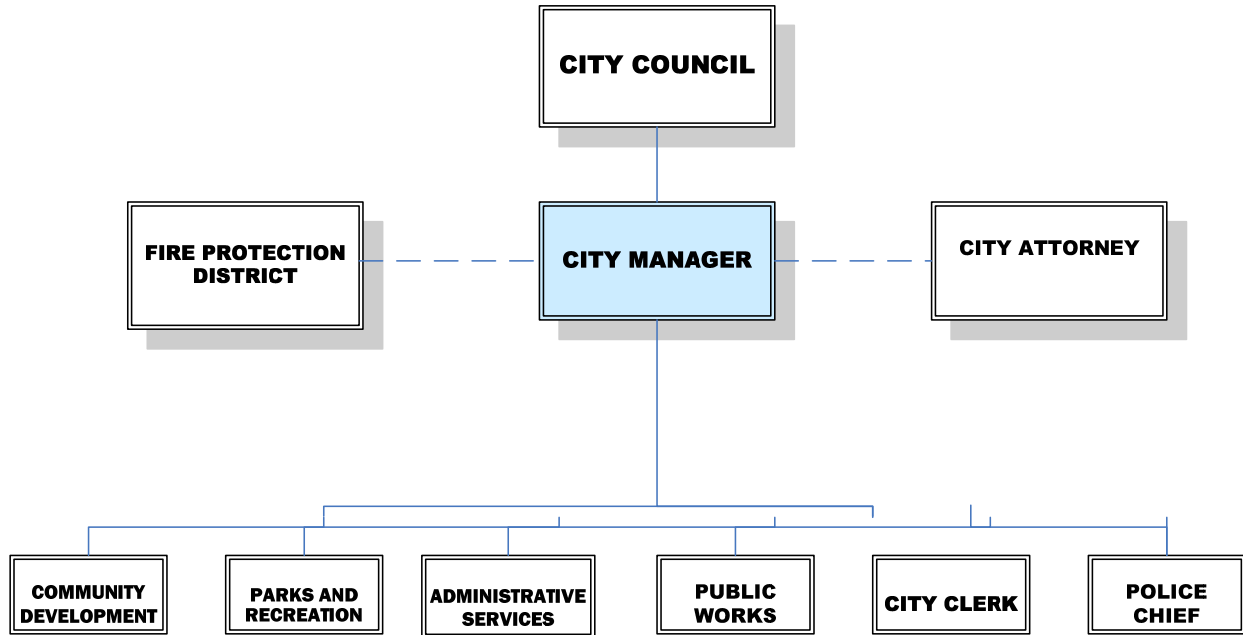 CITY COUNCIL
FIRE PROTECTION
DISTRICT
CITY MANAGER
CITY ATTORNEY
COMMUNITY
DEVELOPMENT
PARKS AND
RECREATION
ADMINISTRATIVE
SERVICES
PUBLIC
WORKS
CITY CLERK
POLICE
CHIEF